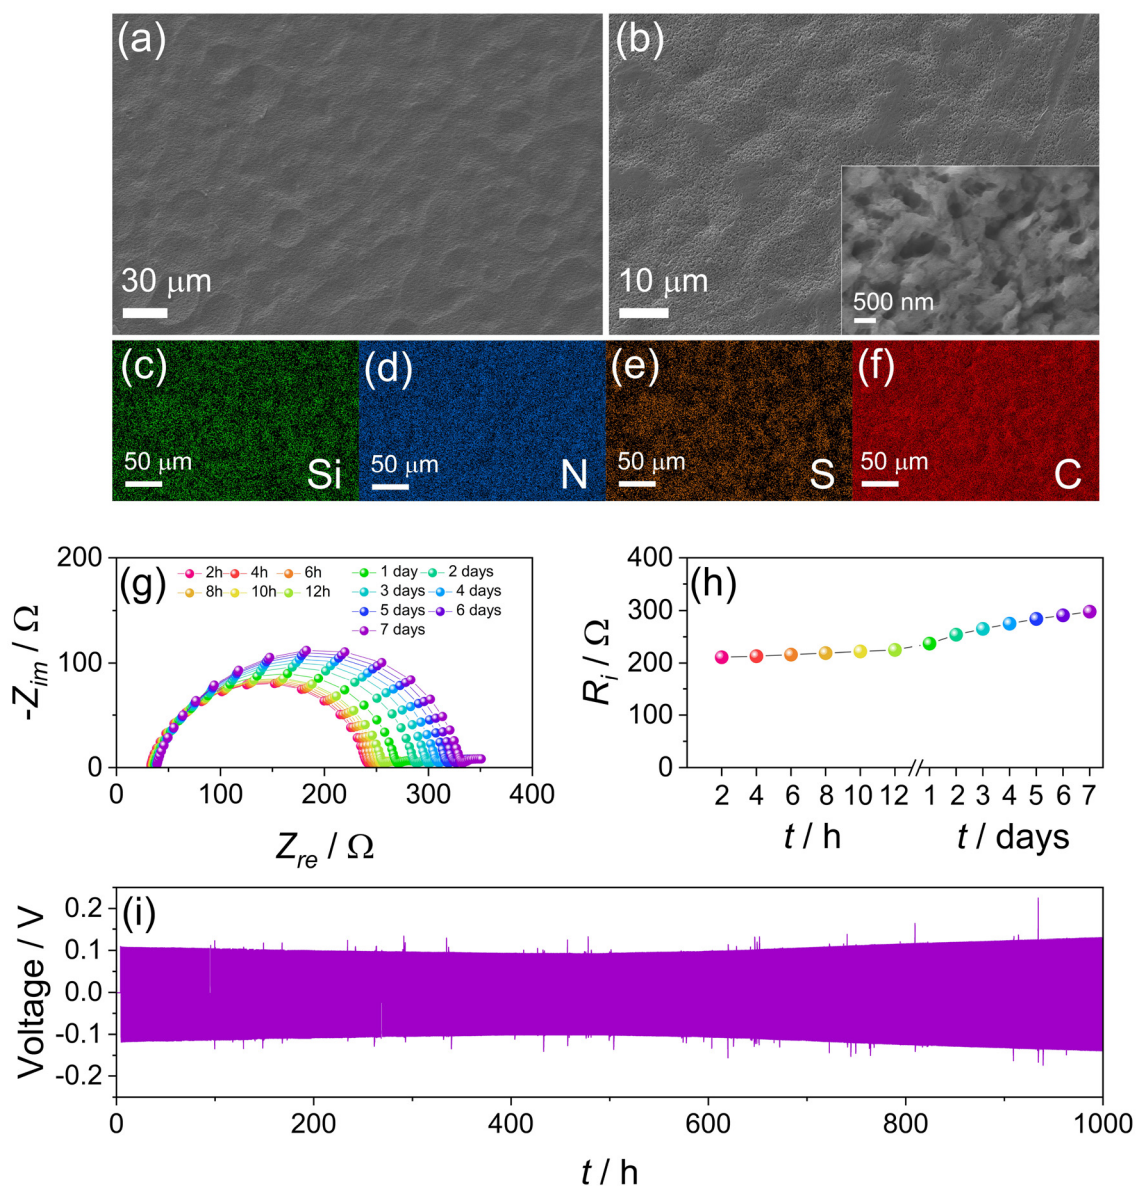 (a)
30 μm
(b)
10 μm
500 nm
(c)
50 μm
Si
(d)
50 μm
N
(e)
50 μm
S
(f)
50 μm
C
(g)
2h 4h 6h
8h 10h 12h
1 day 2 days
3 days 4 days
5 days 6 days
7 days
200
100
0
-Zim / Ω
0 100 200 300 400
Zre / Ω
(h)
400
300
200
100
0
Ri / Ω
2 4 6 8 10 12 // 1 2 3 4 5 6 7
t / h t / days
(i)
0.2
0.1
0.0
-0.1
-0.2
Voltage / V
0 200 400 600 800 1000
t / h